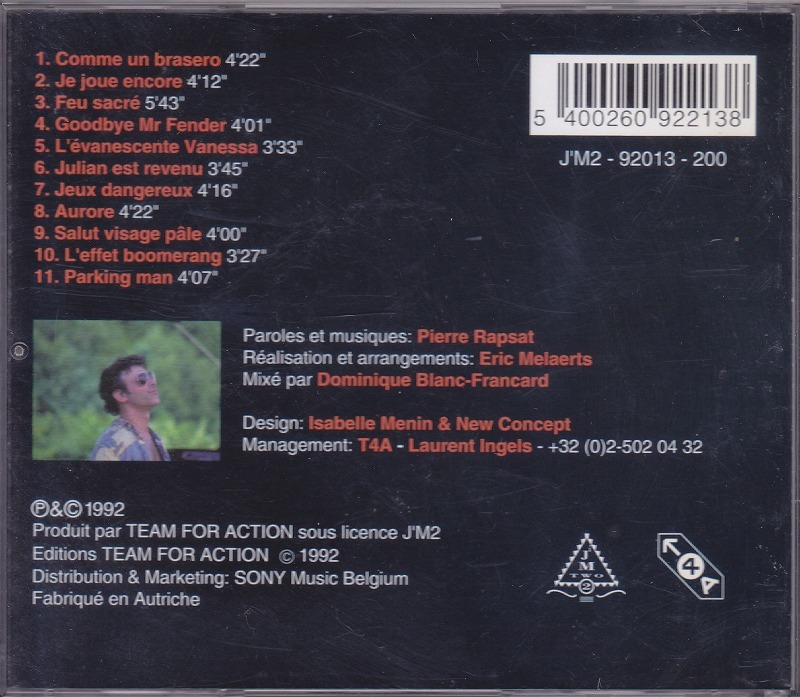 1. Comme un brasero 4'22"
2. Je joue encore 4'12"
3. Feu sacré 5'43"
4. Goodbye Mr Fender 4'01"
5. L'évanescente Vanessa 3'33"
6. Julian est revenu 3'45"
7. Jeux dangereux 4'16"
8. Aurore 4'22"
9. Salut visage pâle 4'00"
10. L'effet boomerang 3'27"
11. Parking man 4'07"
5 400260 922138
J'M2 - 92013 - 200
Paroles et musiques: Pierre Rapsat
Réalisation et arrangements: Eric Melaerts
Mixé par Dominique Blanc-Francard
Design: Isabelle Menin & New Concept
Management: T4A - Laurent Ingels - +32 (0)2-502 04 32
℗&© 1992
Produit par TEAM FOR ACTION sous licence J'M2
Editions TEAM FOR ACTION © 1992
Distribution & Marketing: SONY Music Belgium
Fabriqué en Autriche
J
M
TWO
2
T4A